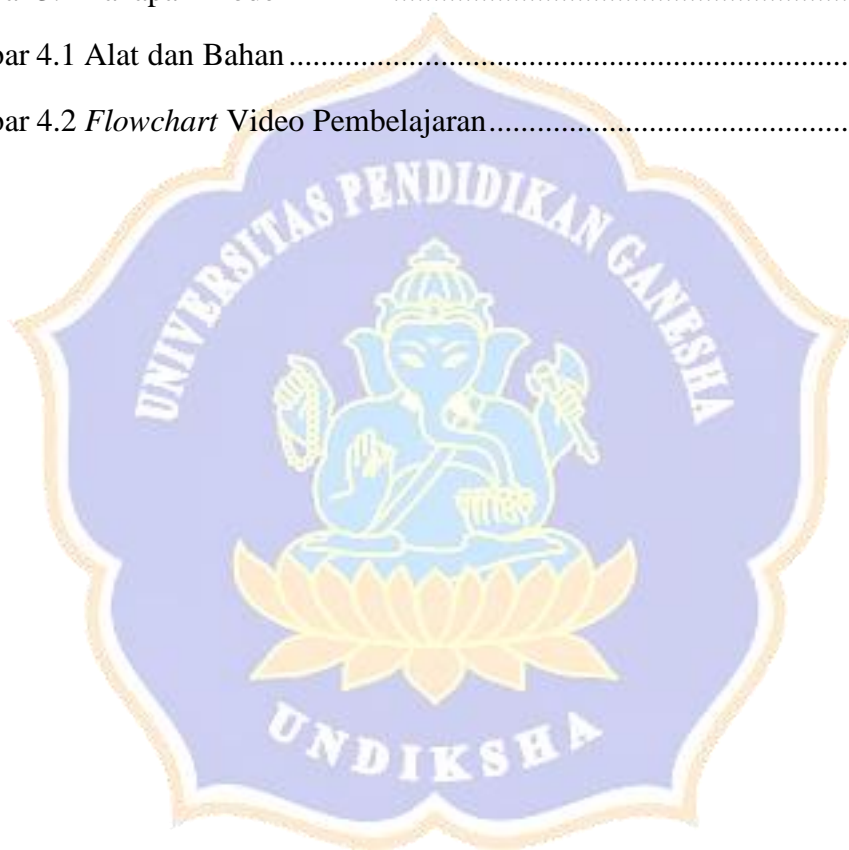 bar 4.1 Alat dan Bahan
bar 4.2 Flowchart Video Pembelajaran
UNIVERSITAS PENDIDIKAN GANESHA
UNDIKSHA